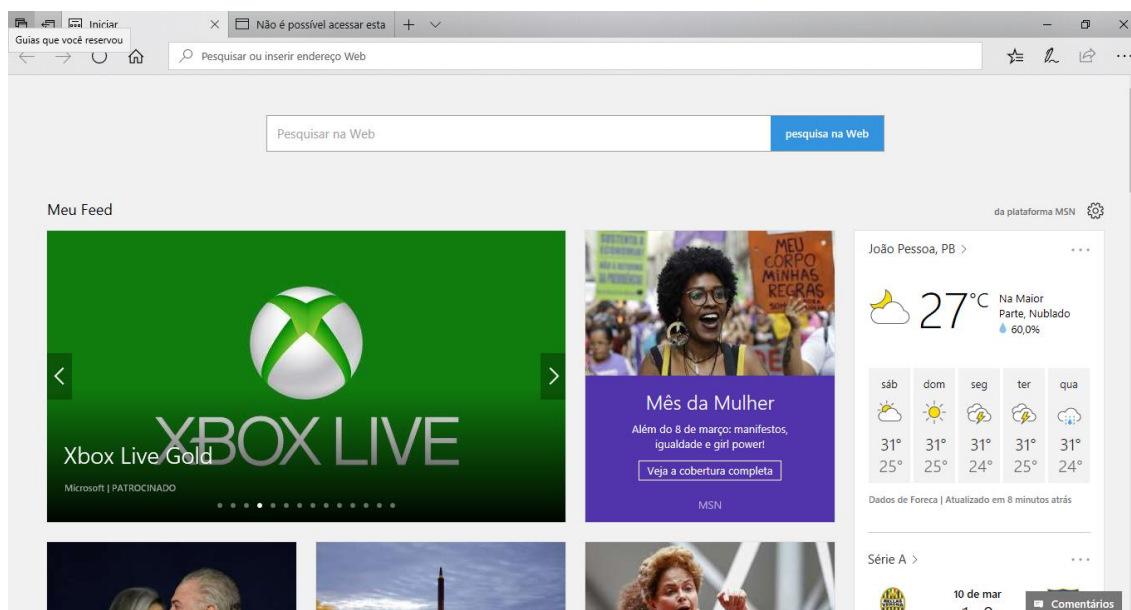 Iniciar
Não é possível acessar esta
Guias que você reservou
Pesquisar ou inserir endereço Web
Pesquisar na Web
pesquisa na Web
Meu Feed
da plataforma MSN
XBOX LIVE
Xbox Live Gold
Microsoft | PATROCINADO
MEU
CORPO
MINHAS
REGRAS
Mês da Mulher
Além do 8 de março: manifestos,
igualdade e girl power!
Veja a cobertura completa
MSN
João Pessoa, PB >
27°C
Na Maior
Parte, Nublado
60,0%
sáb dom seg ter qua
31° 31° 31° 31° 31°
25° 25° 24° 25° 24°
Dados de Foreca | Atualizado em 8 minutos atrás
Série A >
10 de mar
Comentários